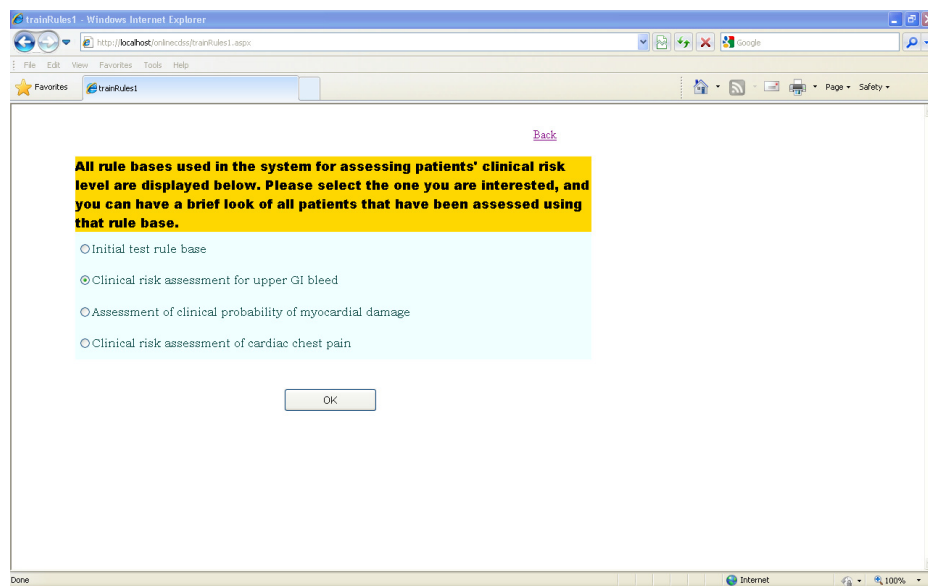 trainRules1 - Windows Internet Explorer
http://localhost/onlinecdss/trainRules1.aspx
Google
File Edit View Favorites Tools Help
Favorites trainRules1 Page Safety
Back
All rule bases used in the system for assessing patients' clinical risk
level are displayed below. Please select the one you are interested, and
you can have a brief look of all patients that have been assessed using
that rule base.
Initial test rule base
Clinical risk assessment for upper GI bleed
Assessment of clinical probability of myocardial damage
Clinical risk assessment of cardiac chest pain
OK
Done Internet 100%